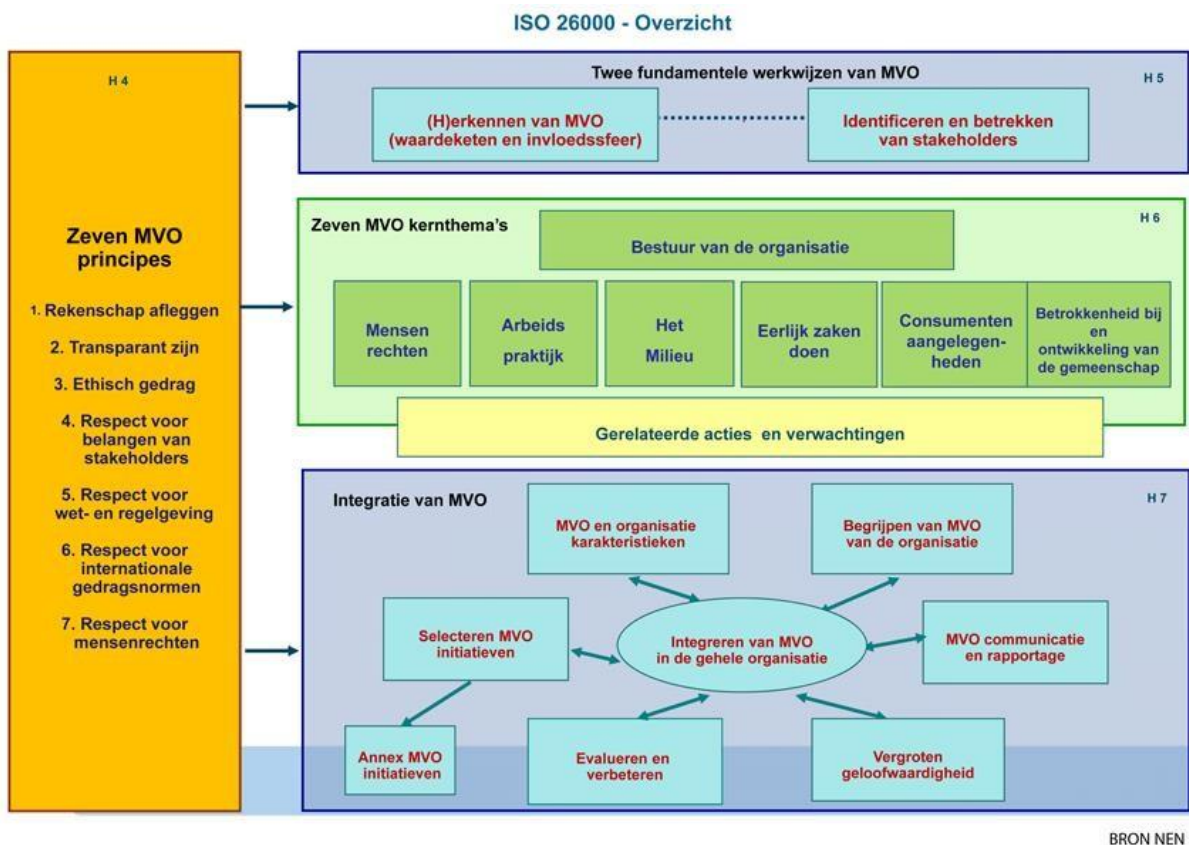 ISO 26000 - Overzicht
H 4
Zeven MVO
principes
1. Rekenschap afleggen
2. Transparant zijn
3. Ethisch gedrag
4. Respect voor
belangen van
stakeholders
5. Respect voor
wet- en regelgeving
6. Respect voor
internationale
gedragsnormen
7. Respect voor
mensenrechten
Twee fundamentele werkwijzen van MVO
H 5
(H)erkennen van MVO
(waardeketen en invloedssfeer)
Identificeren en betrekken
van stakeholders
Zeven MVO kernthema's
H 6
Bestuur van de organisatie
Mensen
rechten
Arbeids
praktijk
Het
Milieu
Eerlijk zaken
doen
Consumenten
aangelegen-
heden
Betrokkenheid bij
en
ontwikkeling van
de gemeenschap
Gerelateerde acties en verwachtingen
Integratie van MVO
H 7
MVO en organisatie
karakteristieken
Begrijpen van MVO
van de organisatie
Selecteren MVO
initiatieven
Integreren van MVO
in de gehele organisatie
MVO communicatie
en rapportage
Annex MVO
initiatieven
Evalueren en
verbeteren
Vergroten
geloofwaardigheid
BRON NEN